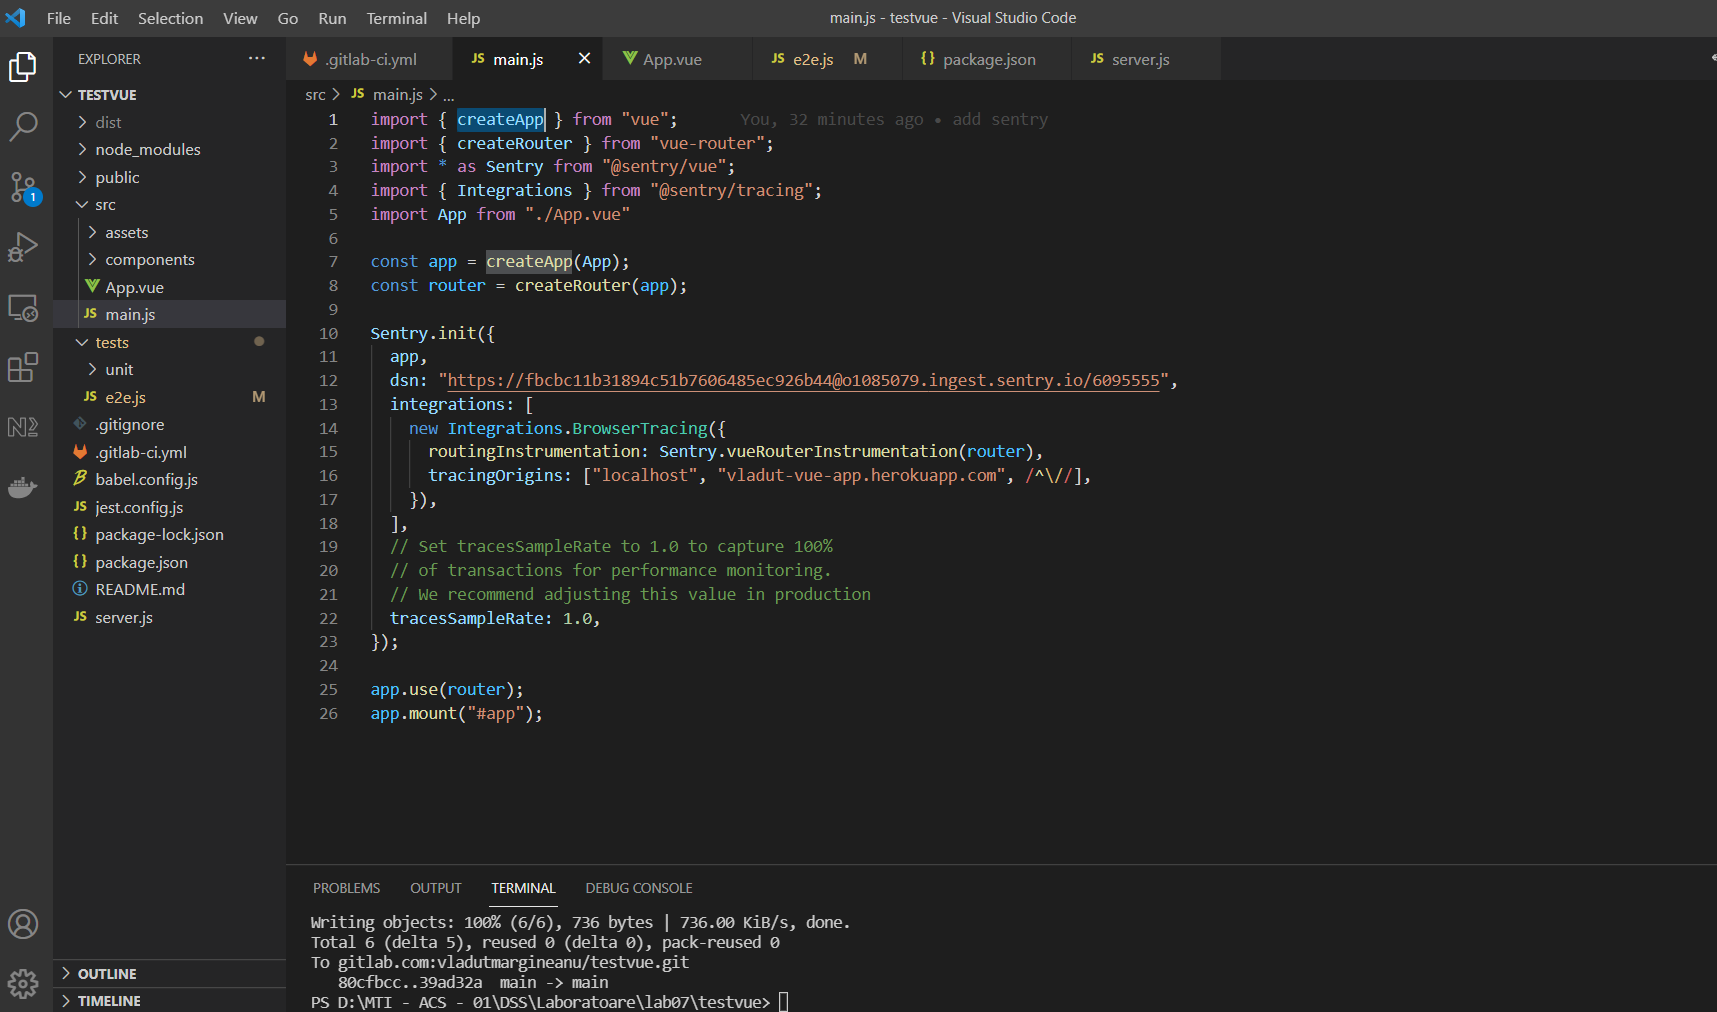 File Edit Selection View Go Run Terminal Help
main.js - testvue - Visual Studio Code
EXPLORER ...
TESTVUE
dist
node_modules
public
src
assets
components
App.vue
JS main.js
tests
unit
JS e2e.js M
.gitignore
.gitlab-ci.yml
babel.config.js
JS jest.config.js
{} package-lock.json
{} package.json
README.md
JS server.js
OUTLINE
TIMELINE
1
.gitlab-ci.yml JS main.js × App.vue JS e2e.js M {} package.json JS server.js
src > JS main.js > ...
1 import { createApp } from "vue"; You, 32 minutes ago • add sentry
2 import { createRouter } from "vue-router";
3 import * as Sentry from "@sentry/vue";
4 import { Integrations } from "@sentry/tracing";
5 import App from "./App.vue"
6
7 const app = createApp(App);
8 const router = createRouter(app);
9
10 Sentry.init({
11 app,
12 dsn: "https://fbcbc11b31894c51b7606485ec926b44@o1085079.ingest.sentry.io/6095555",
13 integrations: [
14 new Integrations.BrowserTracing({
15 routingInstrumentation: Sentry.vueRouterInstrumentation(router),
16 tracingOrigins: ["localhost", "vladut-vue-app.herokuapp.com", /^\//],
17 }),
18 ],
19 // Set tracesSampleRate to 1.0 to capture 100%
20 // of transactions for performance monitoring.
21 // We recommend adjusting this value in production
22 tracesSampleRate: 1.0,
23 });
24
25 app.use(router);
26 app.mount("#app");
PROBLEMS OUTPUT TERMINAL DEBUG CONSOLE
Writing objects: 100% (6/6), 736 bytes | 736.00 KiB/s, done.
Total 6 (delta 5), reused 0 (delta 0), pack-reused 0
To gitlab.com:vladutmargineanu/testvue.git
80cfbcc..39ad32a main -> main
PS D:\MTI - ACS - 01\DSS\Laboratoare\lab07\testvue>